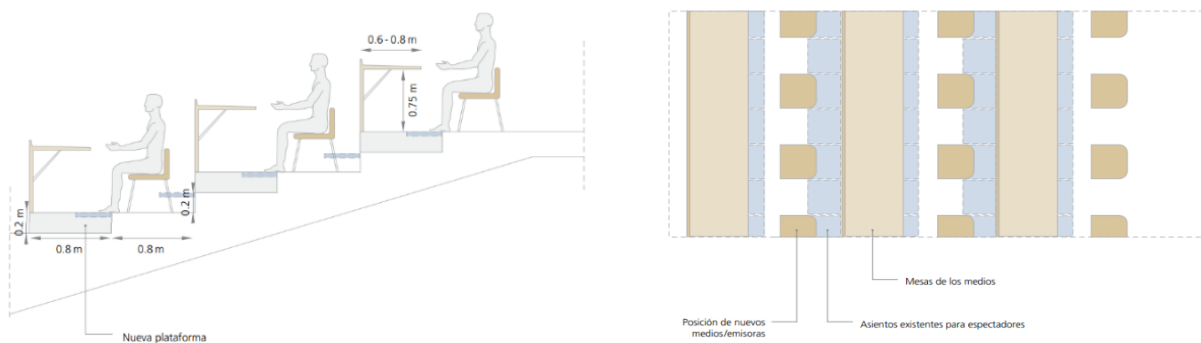 0.6 - 0.8 m
0.75 m
0.2 m
0.2 m
0.8 m
0.8 m
Nueva plataforma
Mesas de los medios
Posición de nuevos
medios/emisoras
Asientos existentes para espectadores